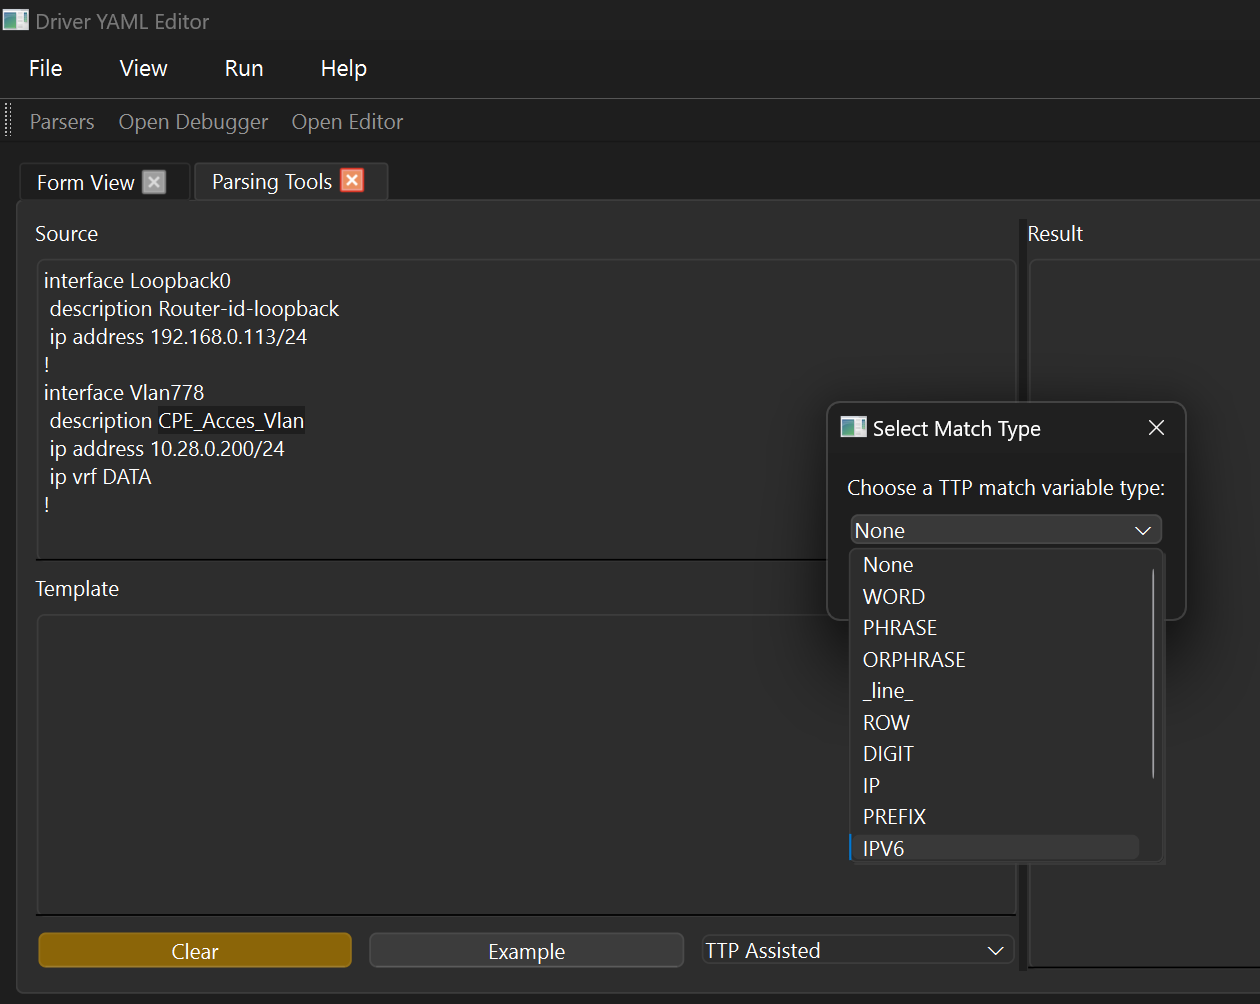 Driver YAML Editor
File View Run Help
Parsers Open Debugger Open Editor
Form View Parsing Tools
Source
interface Loopback0
description Router-id-loopback
ip address 192.168.0.113/24
!
interface Vlan778
description CPE_Acces_Vlan
ip address 10.28.0.200/24
ip vrf DATA
!
Template
Clear Example TTP Assisted
Result
Select Match Type
Choose a TTP match variable type:
None
None
WORD
PHRASE
ORPHRASE
_line_
ROW
DIGIT
IP
PREFIX
IPV6